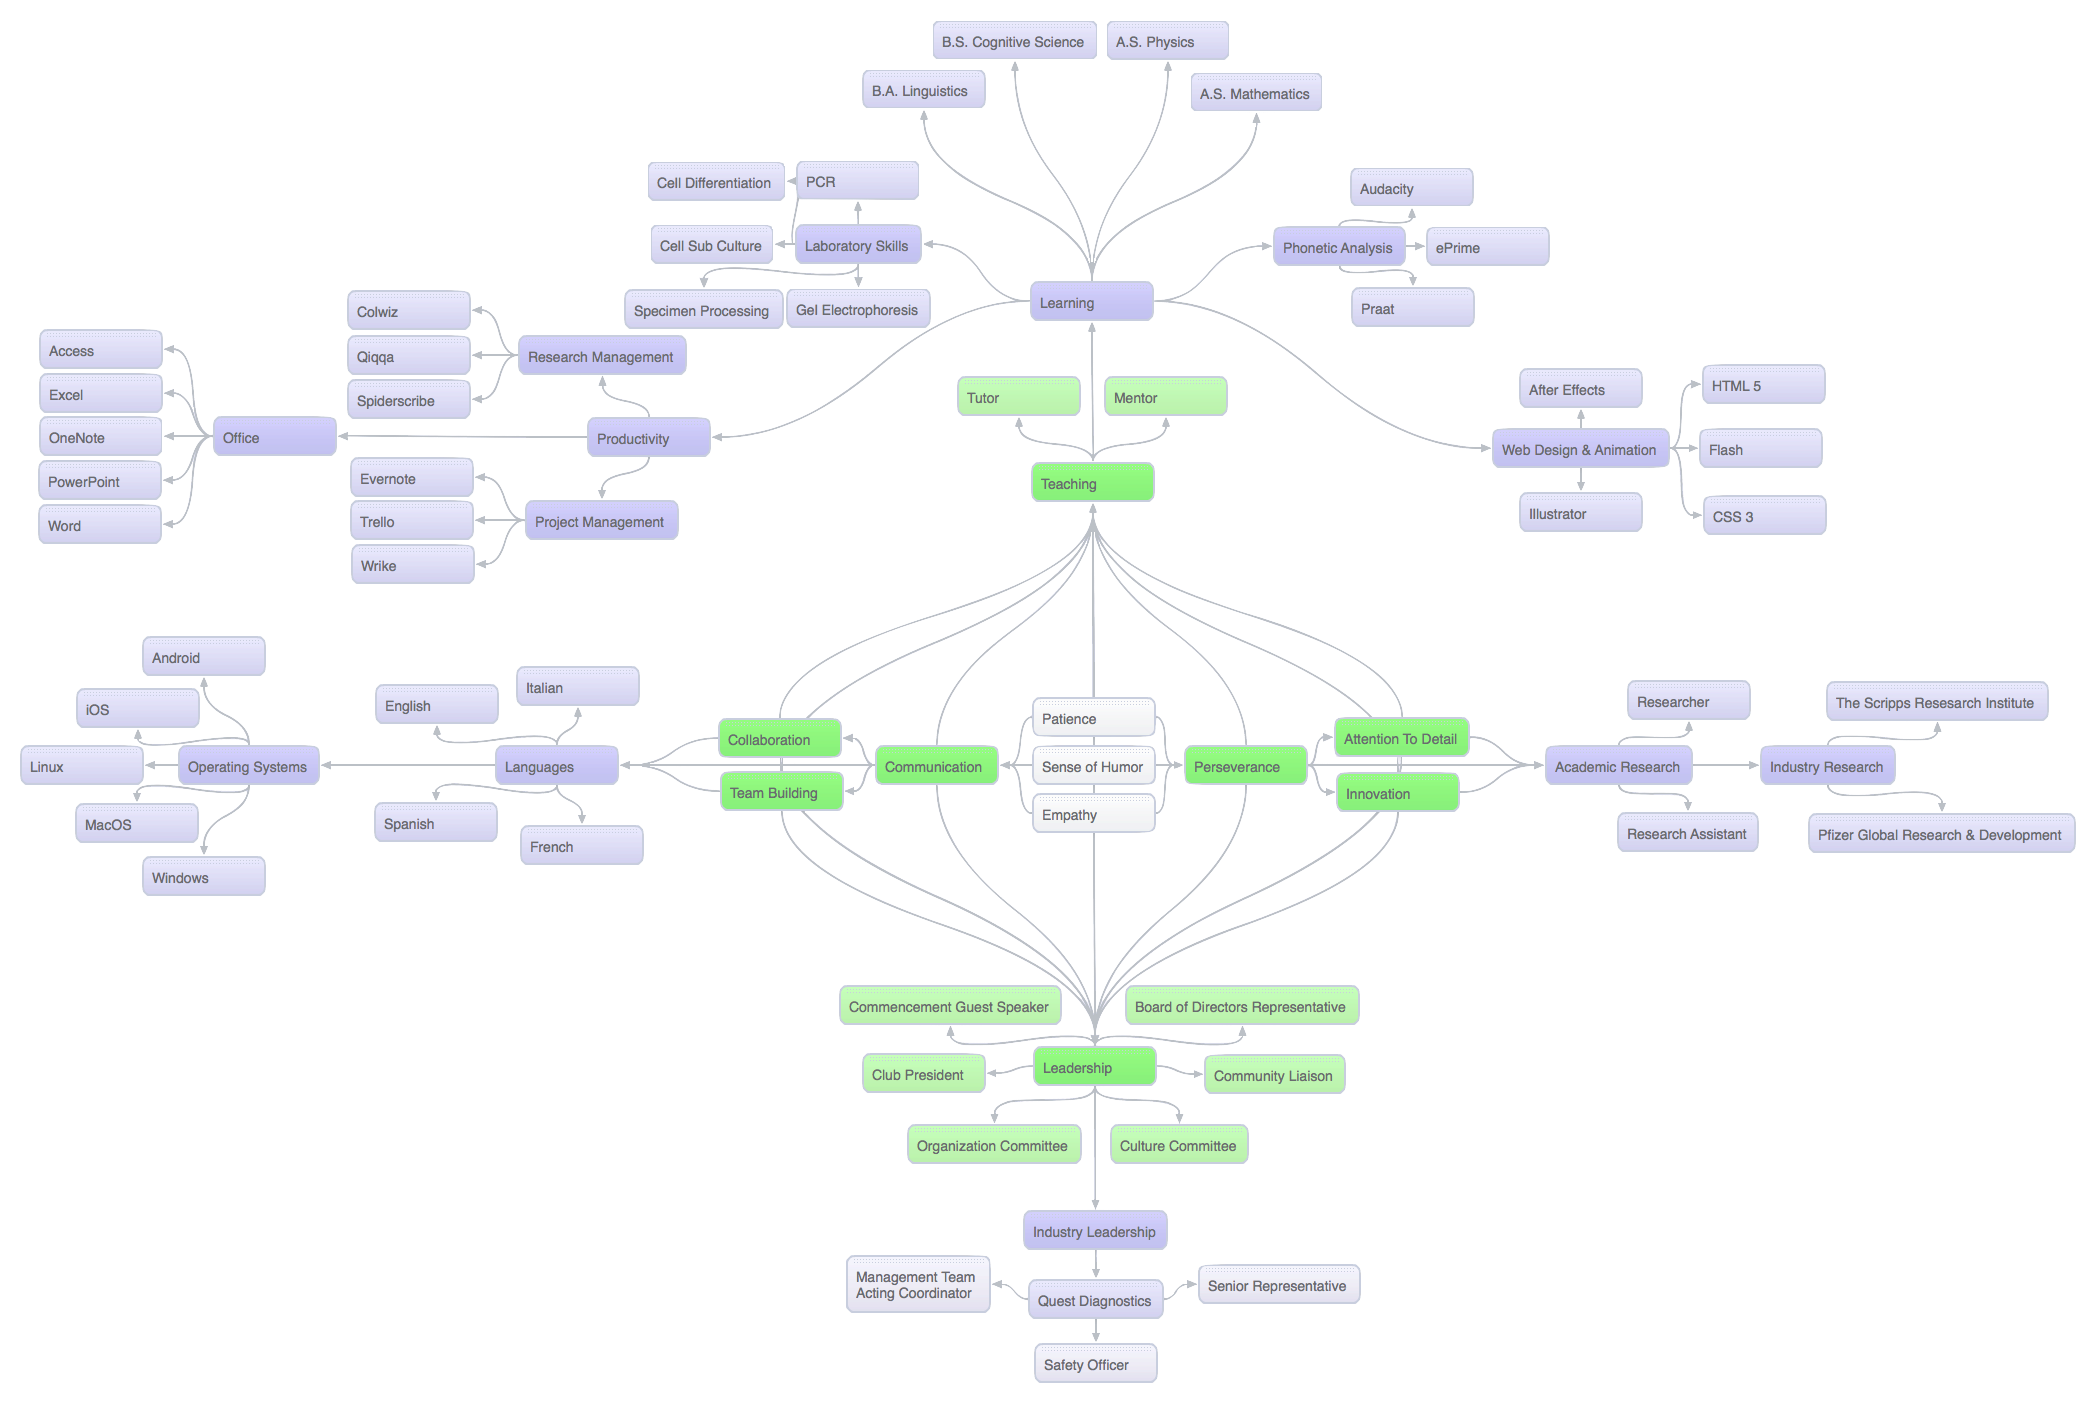 B.S. Cognitive Science
A.S. Physics
B.A. Linguistics
A.S. Mathematics
Cell Differentiation
PCR
Audacity
Cell Sub Culture
Laboratory Skills
Phonetic Analysis
ePrime
Specimen Processing
Gel Electrophoresis
Learning
Praat
Colwiz
Qiqqa
Spiderscribe
Research Management
Access
Excel
OneNote
PowerPoint
Word
Office
Productivity
Evernote
Trello
Wrike
Project Management
Tutor
Mentor
Teaching
After Effects
HTML 5
Web Design & Animation
Flash
Illustrator
CSS 3
Android
iOS
Linux
MacOS
Windows
Operating Systems
English
Italian
Languages
Spanish
French
Collaboration
Team Building
Communication
Patience
Sense of Humor
Empathy
Perseverance
Attention To Detail
Innovation
Researcher
Academic Research
Research Assistant
The Scripps Resesarch Institute
Industry Research
Pfizer Global Research & Development
Commencement Guest Speaker
Board of Directors Representative
Club President
Leadership
Community Liaison
Organization Committee
Culture Committee
Industry Leadership
Management Team
Acting Coordinator
Quest Diagnostics
Senior Representative
Safety Officer